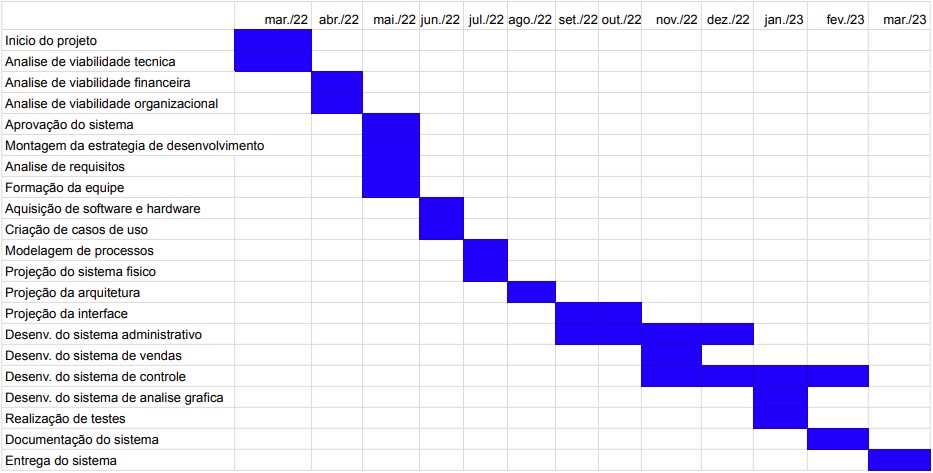 mar./22 abr./22 mai./22 jun./22 jul./22 ago./22 set./22 out./22 nov./22 dez./22 jan./23 fev./23 mar./23
Inicio do projeto
Analise de viabilidade tecnica
Analise de viabilidade financeira
Analise de viabilidade organizacional
Aprovação do sistema
Montagem da estrategia de desenvolvimento
Analise de requisitos
Formação da equipe
Aquisição de software e hardware
Criação de casos de uso
Modelagem de processos
Projeção do sistema fisico
Projeção da arquitetura
Projeção da interface
Desenv. do sistema administrativo
Desenv. do sistema de vendas
Desenv. do sistema de controle
Desenv. do sistema de analise grafica
Realização de testes
Documentação do sistema
Entrega do sistema